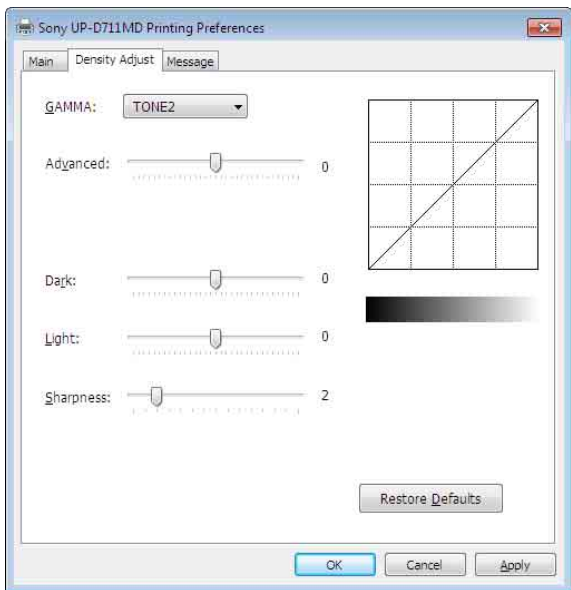 Sony UP-D711MD Printing Preferences
Main Density Adjust Message
GAMMA: TONE2
Advanced: 0
Dark: 0
Light: 0
Sharpness: 2
Restore Defaults
OK Cancel Apply